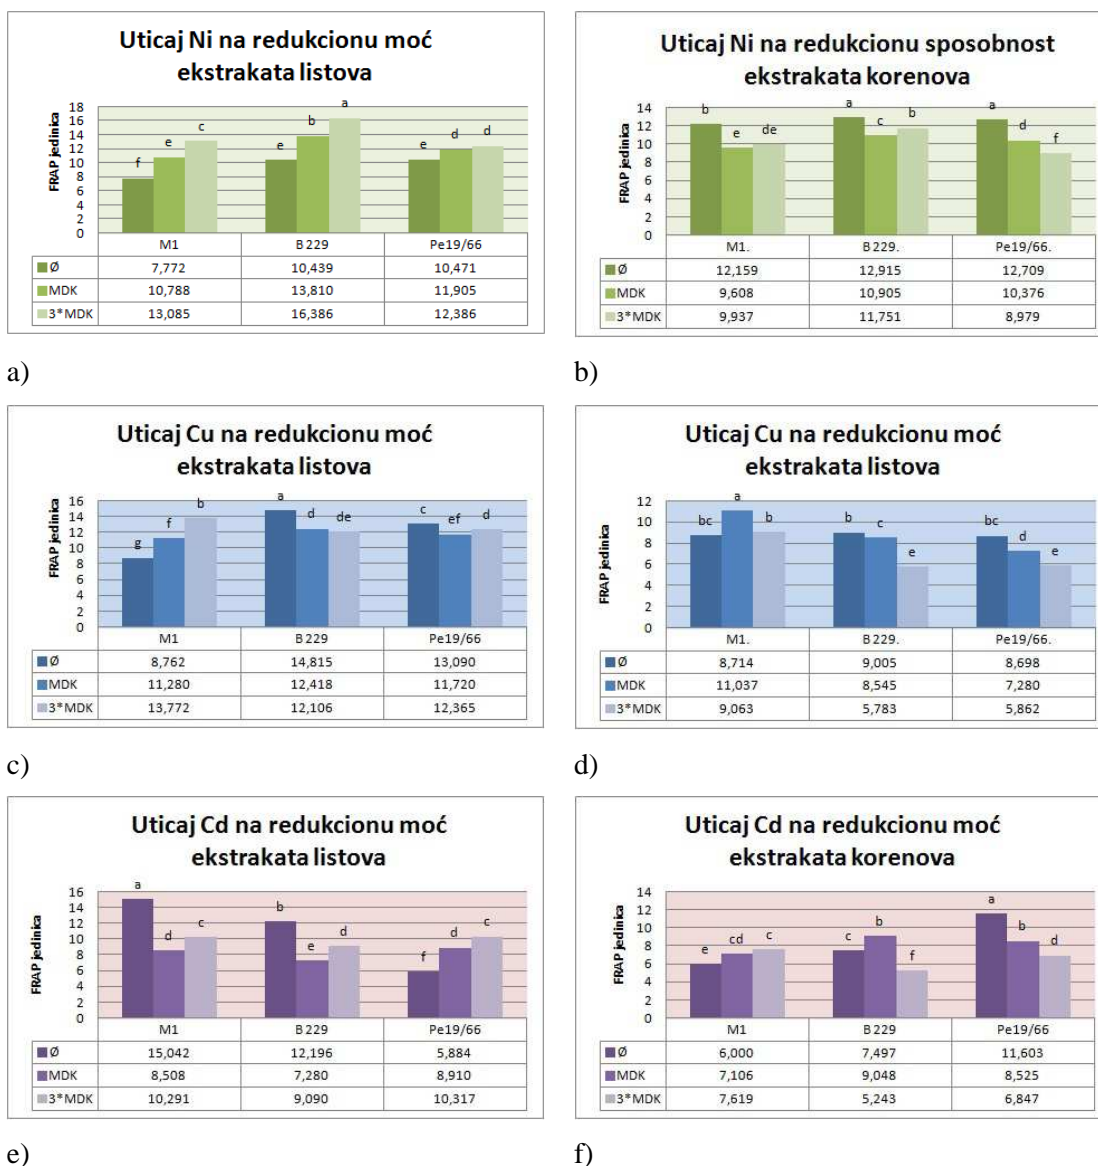 Uticaj Ni na redukcionu moć
ekstrakata listova
FRAP jedinica
18
16
14
12
10
8
6
4
2
0
f e c e b a e d d
M1 B 229 Pe19/66
Ø 7,772 10,439 10,471
MDK 10,788 13,810 11,905
3*MDK 13,085 16,386 12,386
a)
Uticaj Ni na redukcionu sposobnost
ekstrakata korenova
FRAP jedinica
14
12
10
8
6
4
2
0
b e de a c b a d f
M1. B 229. Pe19/66.
Ø 12,159 12,915 12,709
MDK 9,608 10,905 10,376
3*MDK 9,937 11,751 8,979
b)
Uticaj Cu na redukcionu moć
ekstrakata listova
FRAP jedinica
16
14
12
10
8
6
4
2
0
g f b a d de c ef d
M1 B 229 Pe19/66
Ø 8,762 14,815 13,090
MDK 11,280 12,418 11,720
3*MDK 13,772 12,106 12,365
c)
Uticaj Cu na redukcionu moć
ekstrakata listova
FRAP jedinica
12
10
8
6
4
2
0
bc a b b c e bc d e
M1. B 229. Pe19/66.
Ø 8,714 9,005 8,698
MDK 11,037 8,545 7,280
3*MDK 9,063 5,783 5,862
d)
Uticaj Cd na redukcionu moć
ekstrakata listova
FRAP jedinica
16
14
12
10
8
6
4
2
0
a d c b e d f d c
M1 B 229 Pe19/66
Ø 15,042 12,196 5,884
MDK 8,508 7,280 8,910
3*MDK 10,291 9,090 10,317
e)
Uticaj Cd na redukcionu moć
ekstrakata korenova
FRAP jedinica
14
12
10
8
6
4
2
0
e cd c c b f a b d
M1 B 229 Pe19/66
Ø 6,000 7,497 11,603
MDK 7,106 9,048 8,525
3*MDK 7,619 5,243 6,847
f)